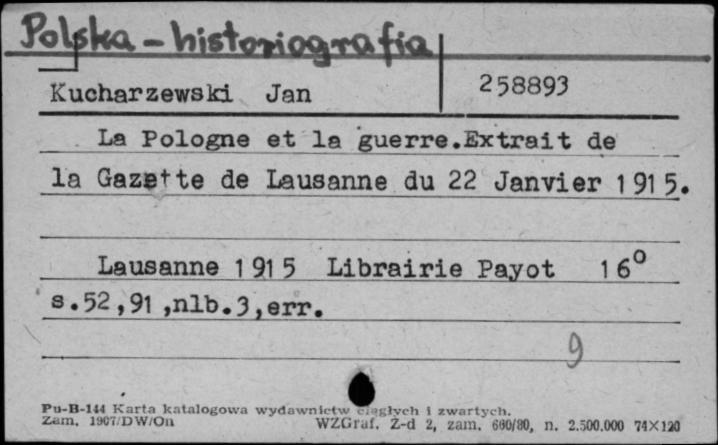 Polska – historiografia
Kucharzewski Jan
258893
La Pologne et la guerre.Extrait de
la Gazette de Lausanne du 22 Janvier 1915.
Lausanne 1915 Librairie Payot 16°
s.52,91,nlb.3,err.
9
Pu-B-144 Karta katalogowa wydawnictw ciągłych i zwartych.
Zam. 1907/DW/On WZGraf. Z-d 2, zam. 660/80, n. 2.500.000 74×120